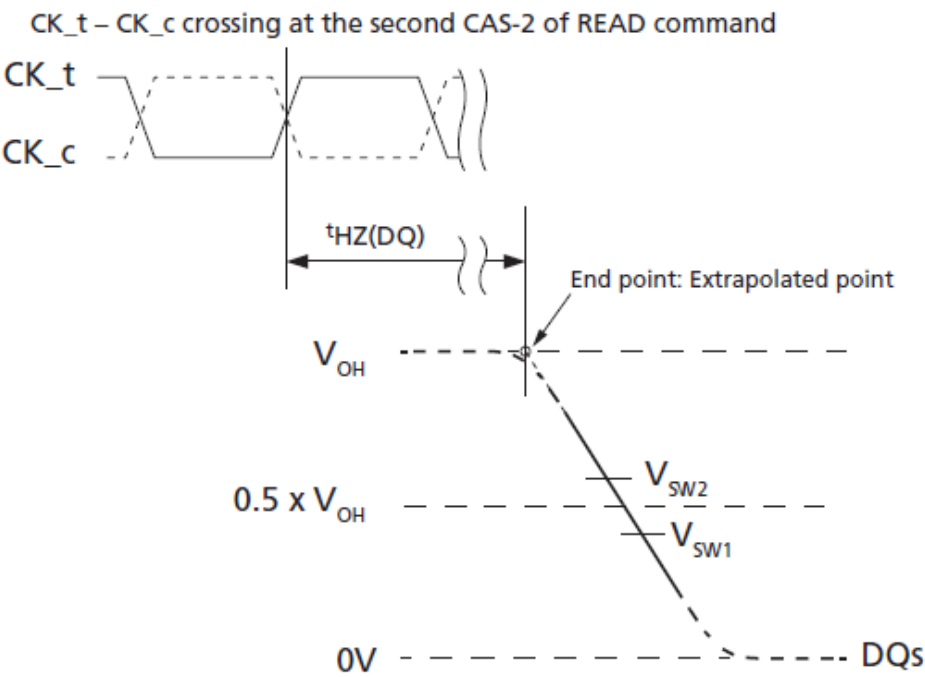 CK_t – CK_c crossing at the second CAS-2 of READ command
CK_t
CK_c
tHZ(DQ)
End point: Extrapolated point
VOH
VSW2
0.5 x VOH
VSW1
0V
DQs